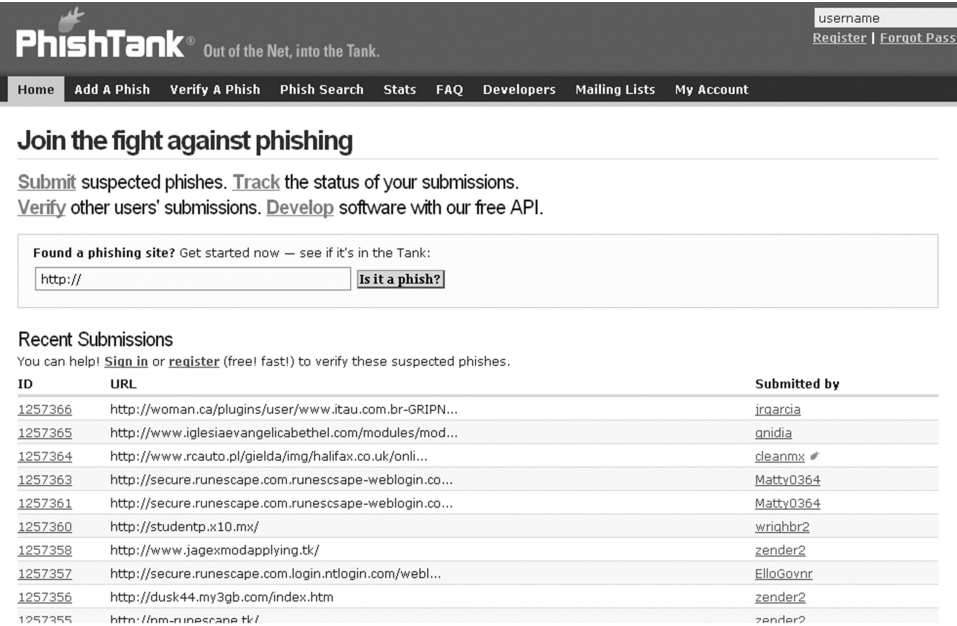 username
PhishTank® Out of the Net, into the Tank.
Register | Forgot Pass
Home Add A Phish Verify A Phish Phish Search Stats FAQ Developers Mailing Lists My Account
Join the fight against phishing
Submit suspected phishes. Track the status of your submissions.
Verify other users' submissions. Develop software with our free API.
Found a phishing site? Get started now — see if it's in the Tank:
http:// Is it a phish?
Recent Submissions
You can help! Sign in or register (free! fast!) to verify these suspected phishes.
ID URL Submitted by
1257366 http://woman.ca/plugins/user/www.itau.com.br-GRIPN... jrgarcia
1257365 http://www.iglesiaevangelicabethel.com/modules/mod... gnidia
1257364 http://www.rcauto.pl/gielda/img/halifax.co.uk/onli... cleanmx
1257363 http://secure.runescape.com.runescsape-weblogin.co... Matty0364
1257361 http://secure.runescape.com.runescsape-weblogin.co... Matty0364
1257360 http://studentp.x10.mx/ wrighbr2
1257358 http://www.jagexmodapplying.tk/ zender2
1257357 http://secure.runescape.com.login.ntlogin.com/webl... ElloGovnr
1257356 http://dusk44.my3gb.com/index.htm zender2
1257355 http://nm-runescape.tk/ zender2